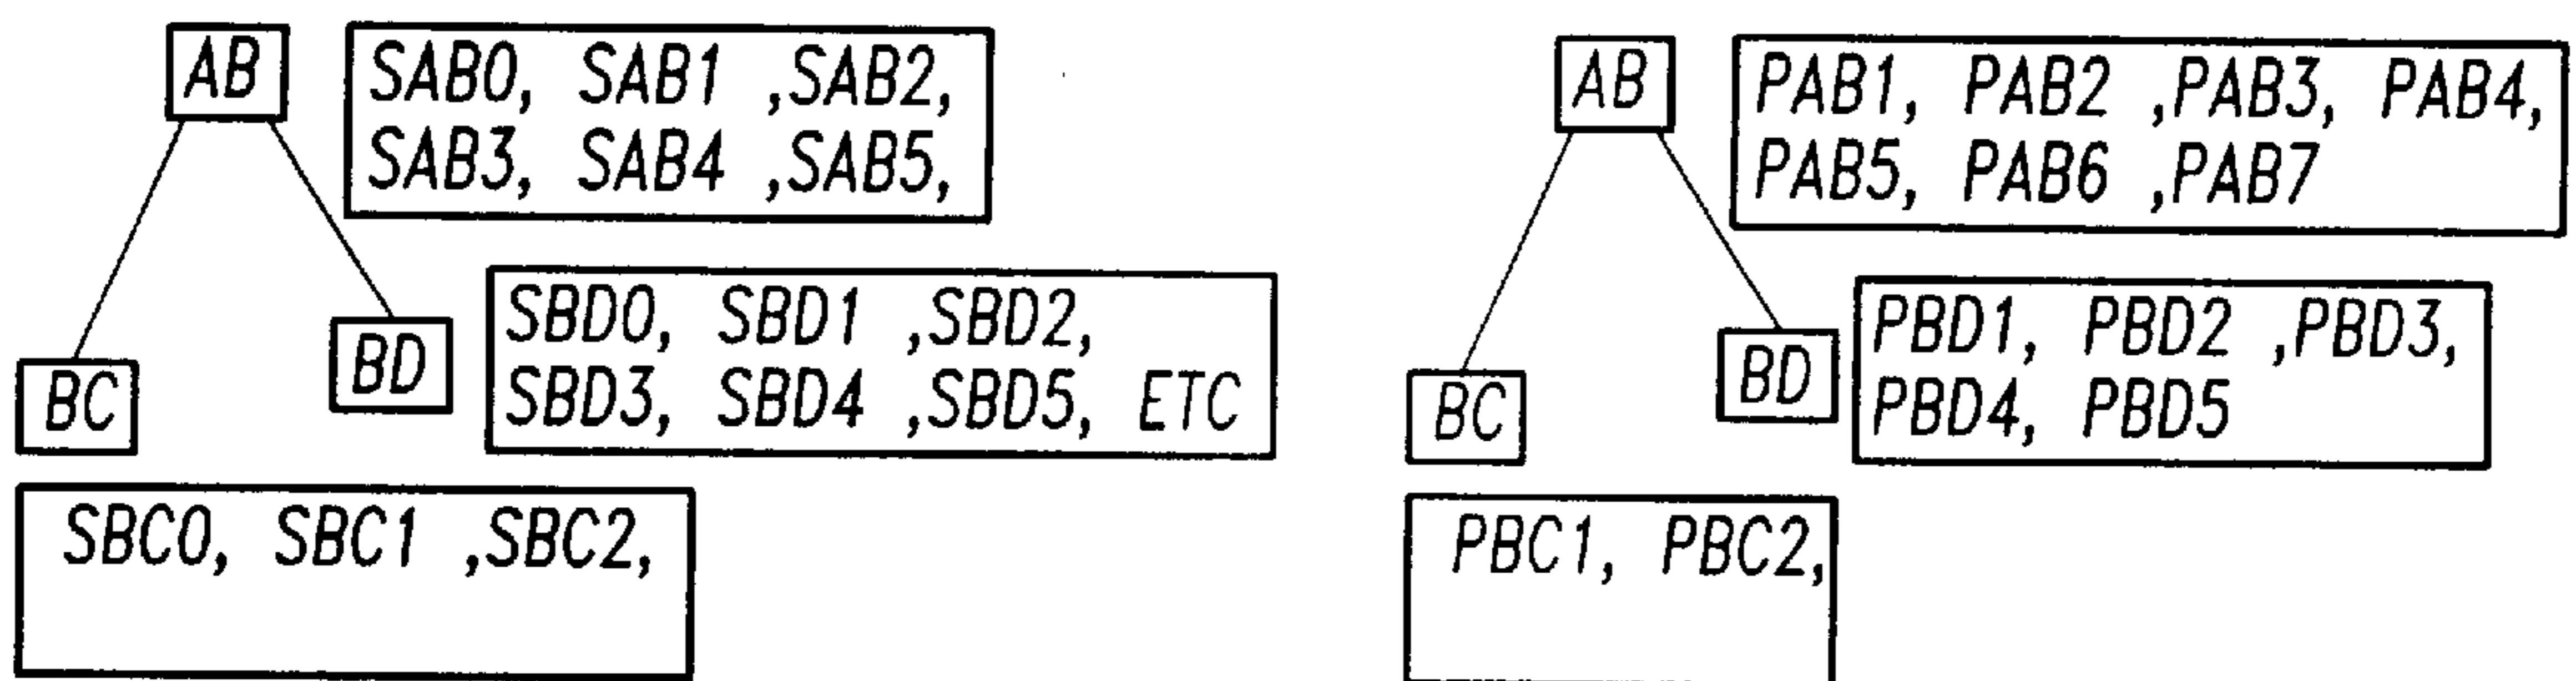 AB
SAB0, SAB1 ,SAB2,
SAB3, SAB4 ,SAB5,
BD
SBD0, SBD1 ,SBD2,
SBD3, SBD4 ,SBD5, ETC
BC
SBC0, SBC1 ,SBC2,
AB
PAB1, PAB2 ,PAB3, PAB4,
PAB5, PAB6 ,PAB7
BD
PBD1, PBD2 ,PBD3,
PBD4, PBD5
BC
PBC1, PBC2,